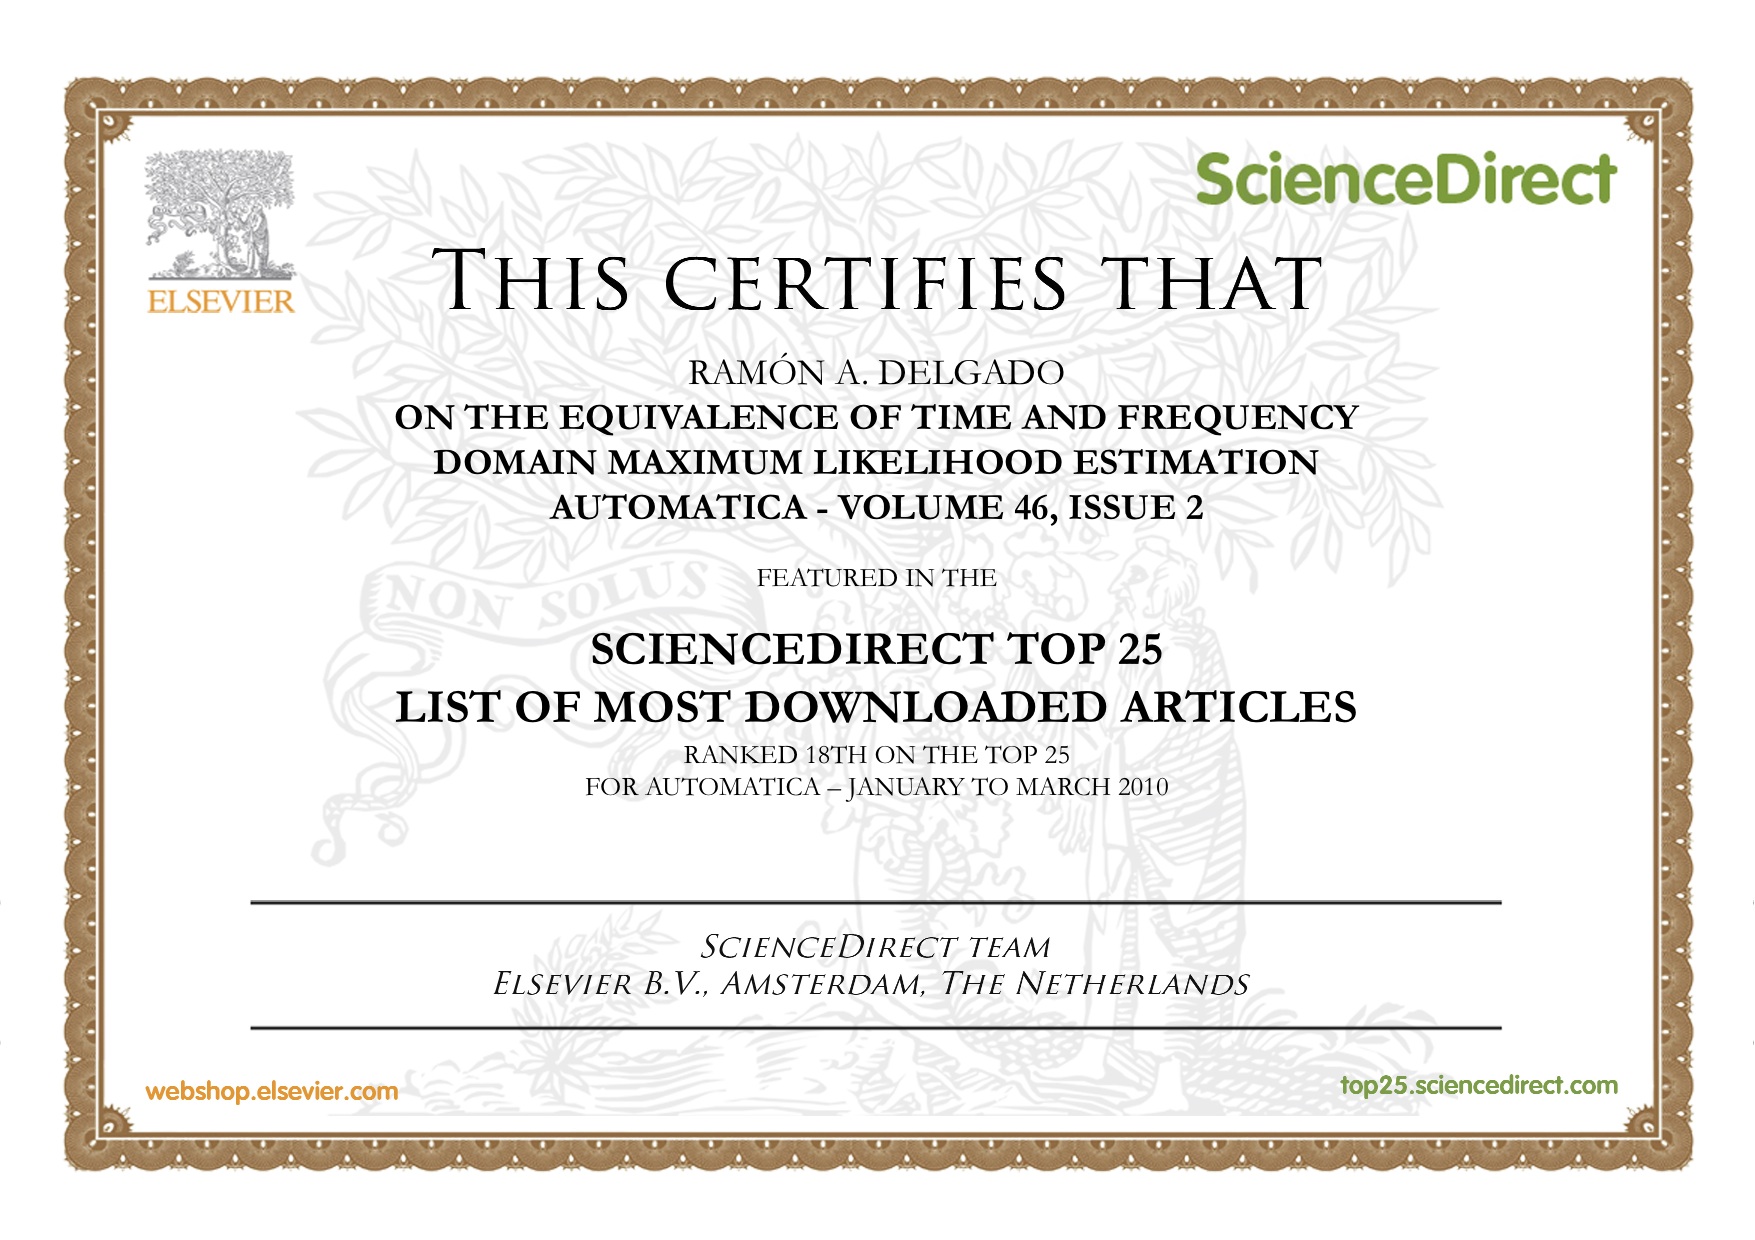 ELSEVIER
ScienceDirect
THIS CERTIFIES THAT
RAMÓN A. DELGADO
ON THE EQUIVALENCE OF TIME AND FREQUENCY
DOMAIN MAXIMUM LIKELIHOOD ESTIMATION
AUTOMATICA - VOLUME 46, ISSUE 2
NON SOLUS
FEATURED IN THE
SCIENCEDIRECT TOP 25
LIST OF MOST DOWNLOADED ARTICLES
RANKED 18TH ON THE TOP 25
FOR AUTOMATICA – JANUARY TO MARCH 2010
SCIENCEDIRECT TEAM
ELSEVIER B.V., AMSTERDAM, THE NETHERLANDS
webshop.elsevier.com
top25.sciencedirect.com